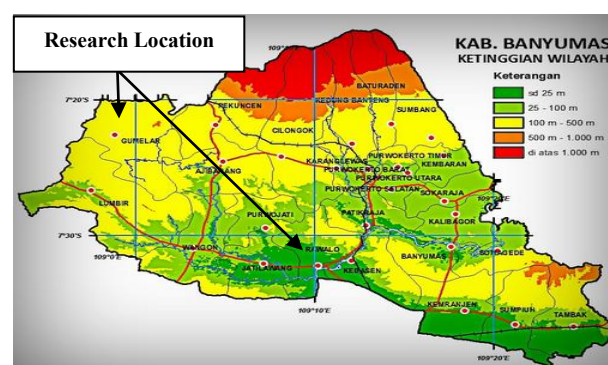 Research Location
KAB. BANYUMAS
KETINGGIAN WILAYAH
Keterangan
sd 25 m
25 - 100 m
100 m - 500 m
500 m - 1.000 m
di atas 1.000 m
BATURADEN
KEDUNG BANTENG
7°20'S
PEKUNCEN
SUMBANG
CILONGOK
GUMELAR
KARANGLEWAS
PURWOKERTO TIMUR
KEMBARAN
AJIBARANG
PURWOKERTO BARAT
PURWOKERTO UTARA
PURWOKERTO SELATAN
SOKARAJA
LUMBIR
PURWOJATI
PATIKRAJA
KALIBAGOR
7°30'S
WANGON
RAWALO
109°0'E
JATILAWANG
KEBASEN
BANYUMAS
109°10'E
KEMRANJEN
SUMPIUH
TAMBAK
109°20'E